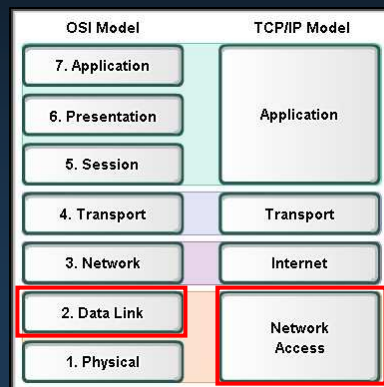 OSI Model
TCP/IP Model
7. Application
6. Presentation
5. Session
Application
4. Transport
Transport
3. Network
Internet
2. Data Link
1. Physical
Network
Access